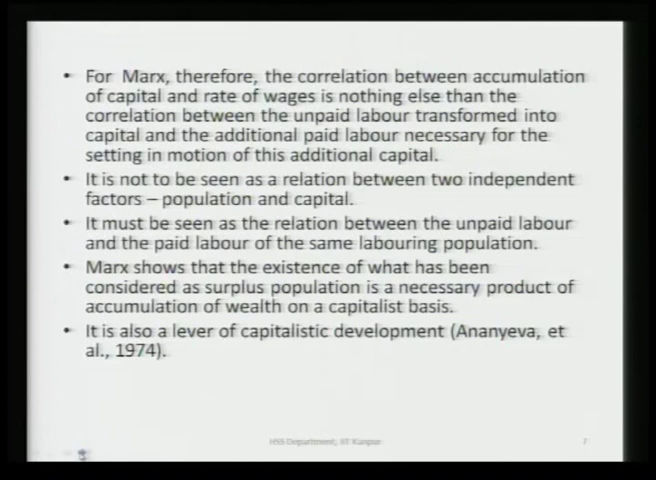 • For Marx, therefore, the correlation between accumulation
of capital and rate of wages is nothing else than the
correlation between the unpaid labour transformed into
capital and the additional paid labour necessary for the
setting in motion of this additional capital.
• It is not to be seen as a relation between two independent
factors – population and capital.
• It must be seen as the relation between the unpaid labour
and the paid labour of the same labouring population.
• Marx shows that the existence of what has been
considered as surplus population is a necessary product of
accumulation of wealth on a capitalist basis.
• It is also a lever of capitalistic development (Ananyeva, et
al., 1974).
HSS Department, IIT Kanpur
7